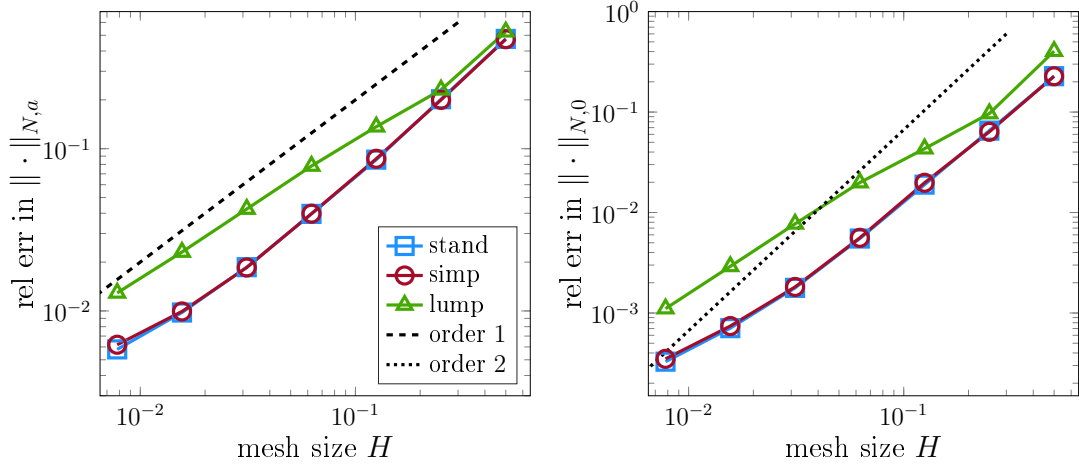 rel err in ‖ · ‖_{N,a}
10^{-1}
10^{-2}
10^{-2}
10^{-1}
mesh size H
stand
simp
lump
order 1
order 2
rel err in ‖ · ‖_{N,0}
10^{0}
10^{-1}
10^{-2}
10^{-3}
10^{-2}
10^{-1}
mesh size H